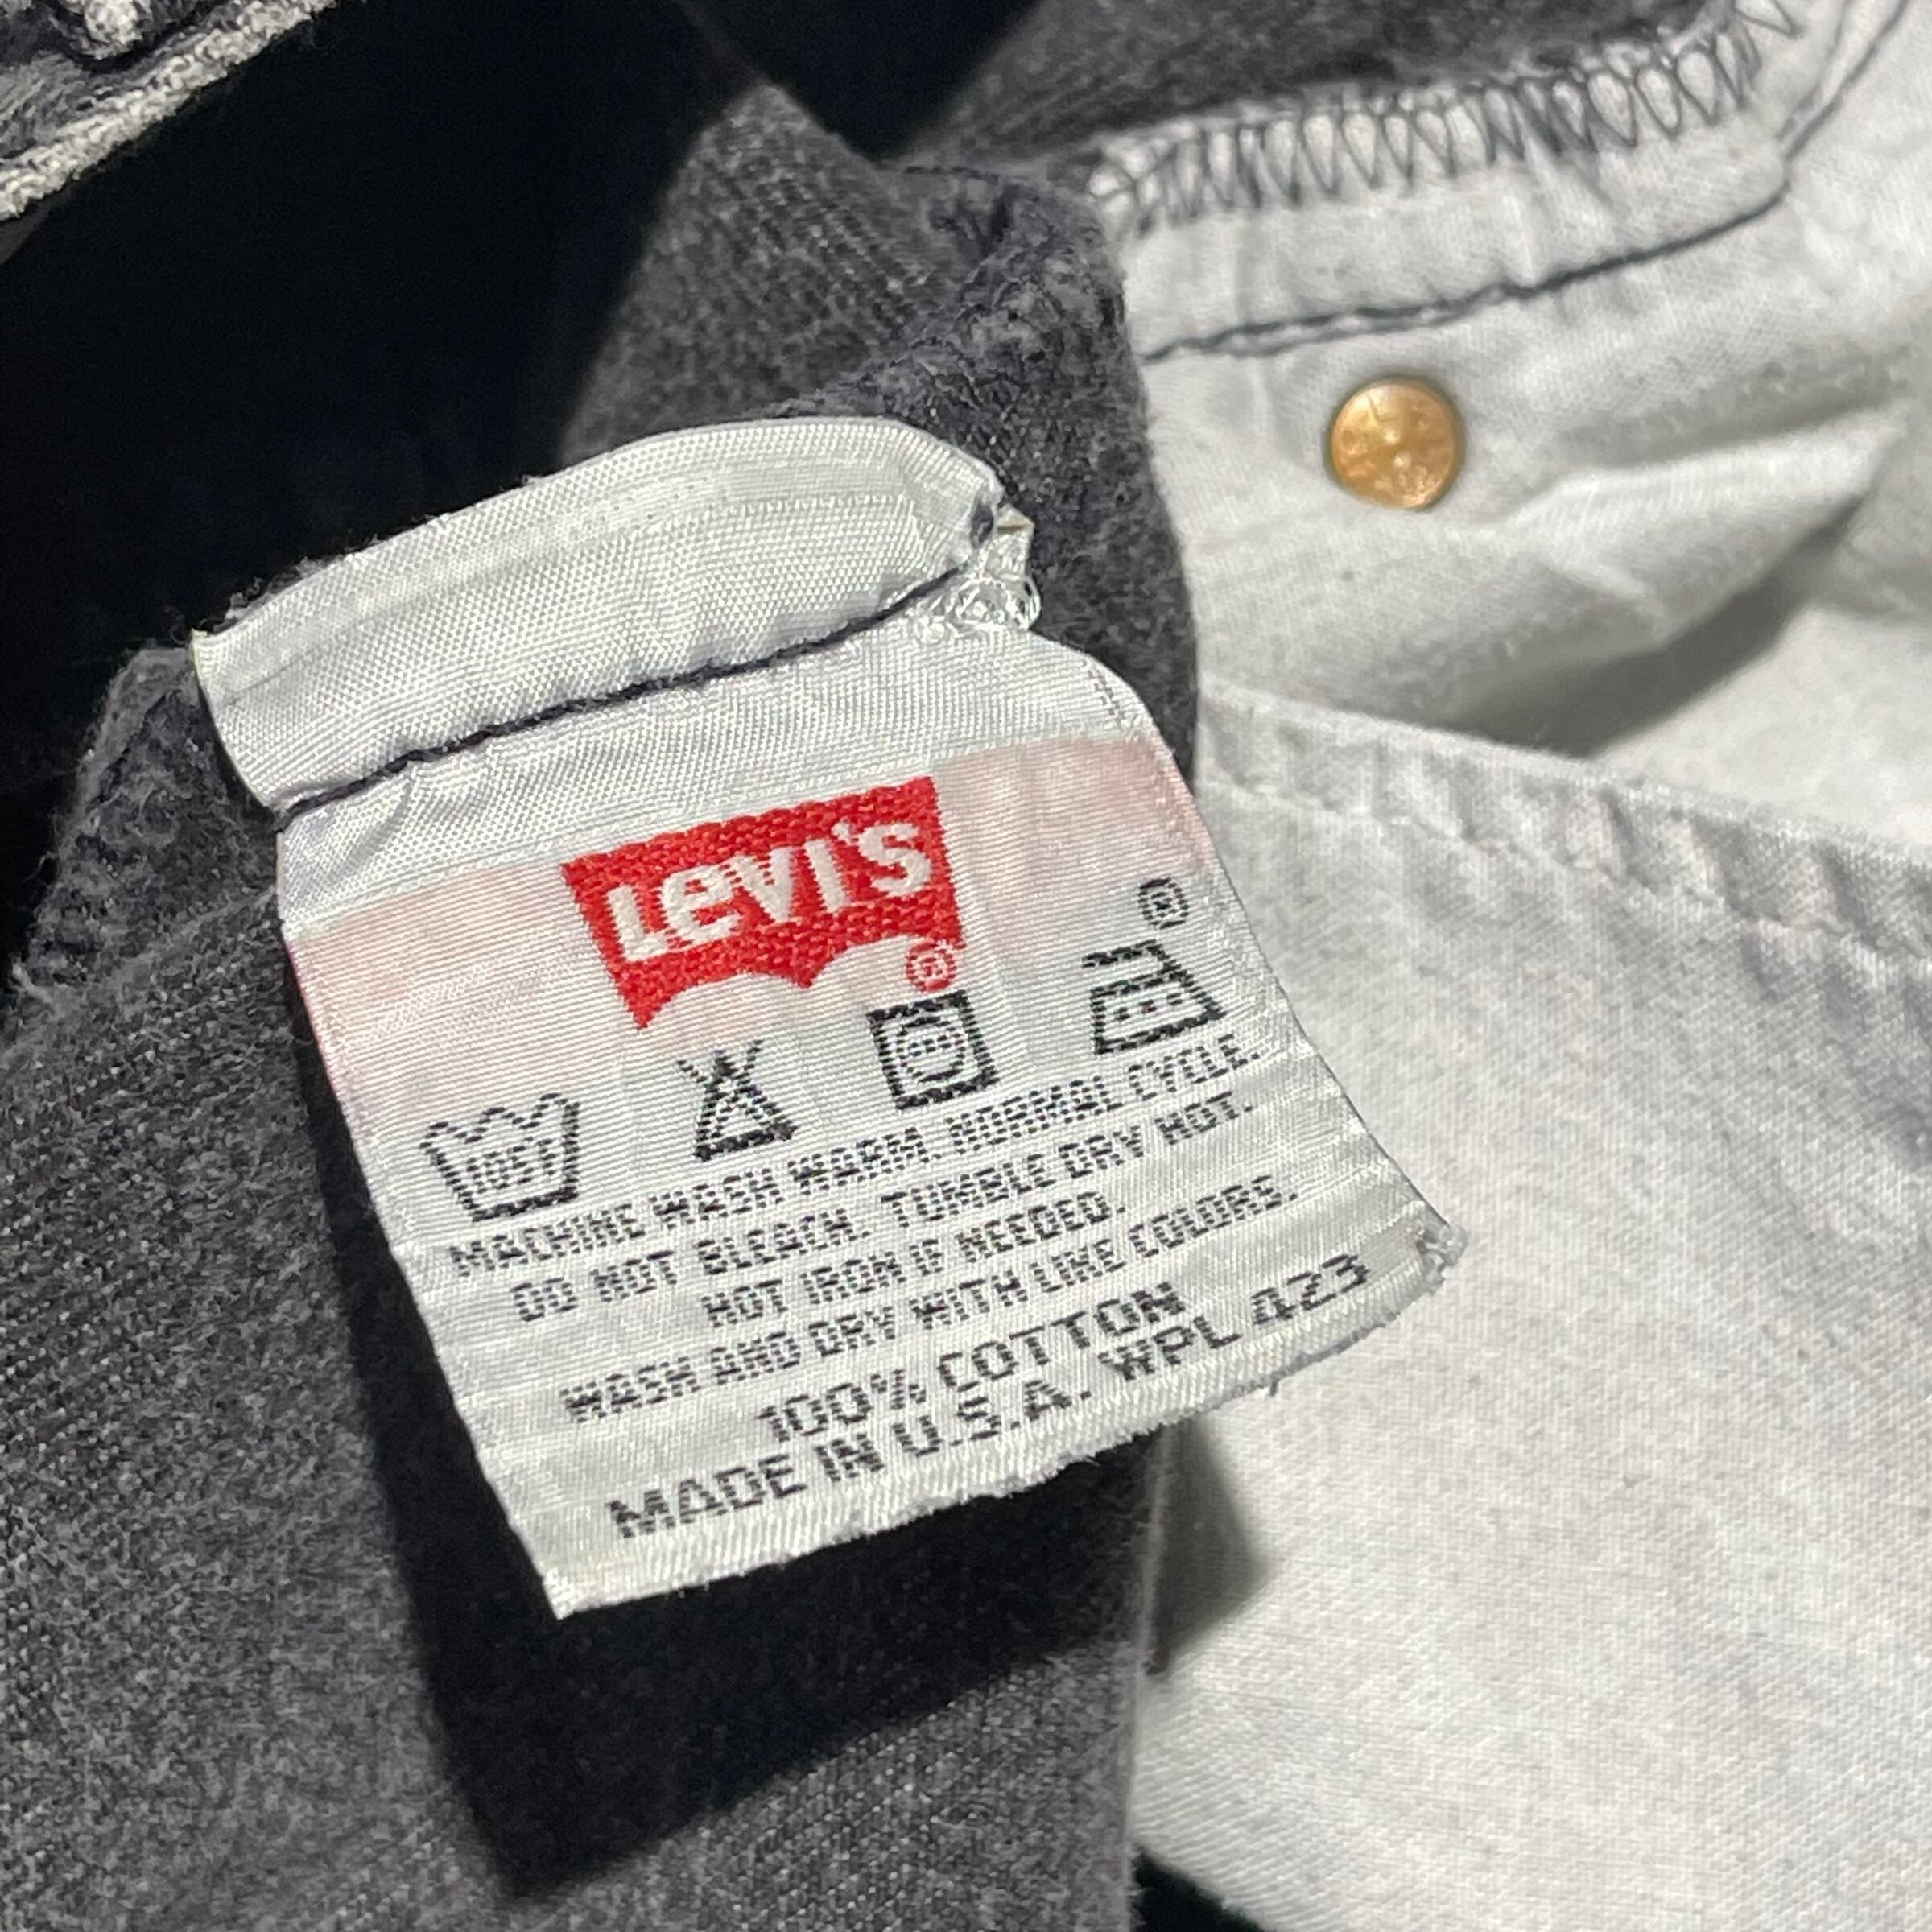 Levi's
®
®
105F
MACHINE WASH WARM. NORMAL CYCLE.
DO NOT BLEACH. TUMBLE DRY HOT.
HOT IRON IF NEEDED.
WASH AND DRY WITH LIKE COLORS.
100% COTTON
MADE IN U.S.A. WPL 423